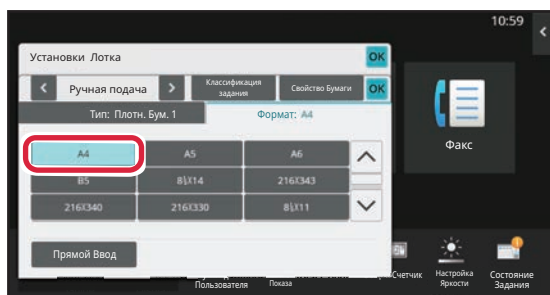 10:59
Установки Лотка
OK
Ручная подача
Классификация
задания
Свойство Бумаги
OK
Тип: Плотн. Бум. 1
Формат: A4
A4
A5
A6
Факс
B5
8½X14
216X343
216X340
216X330
8½X11
Прямой Ввод
Пользователя
Показа
Счетчик
Настройка
Яркости
Состояние
Задания